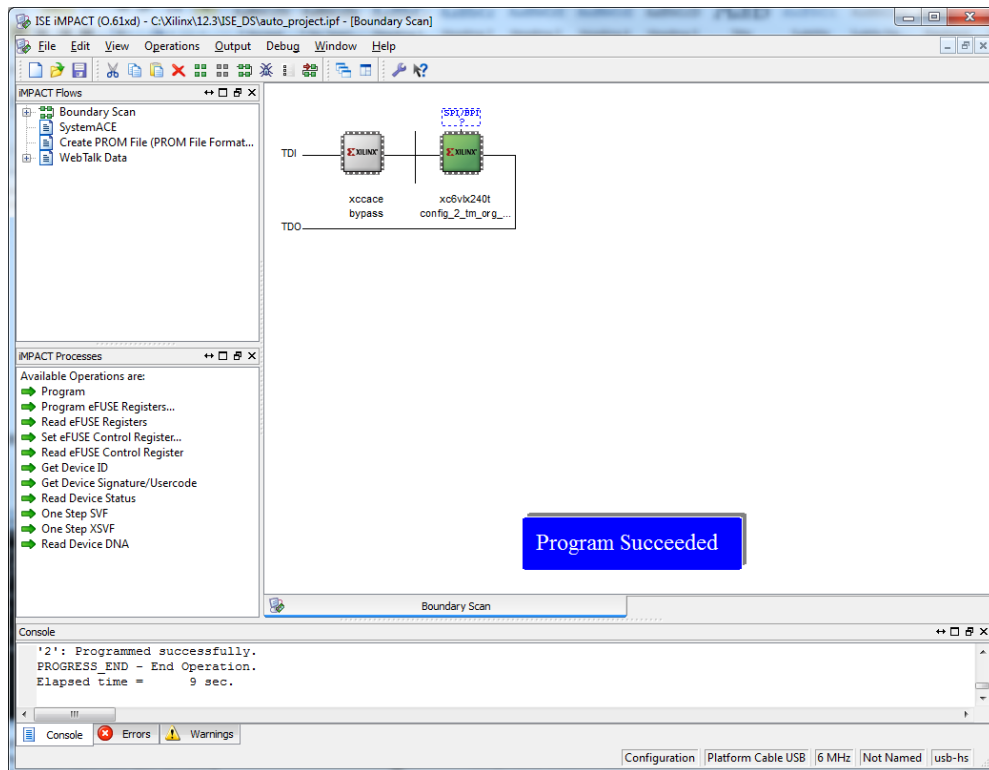 ISE iMPACT (O.61xd) - C:\Xilinx\12.3\ISE_DS\auto_project.ipf - [Boundary Scan]
File Edit View Operations Output Debug Window Help
iMPACT Flows
Boundary Scan
SystemACE
Create PROM File (PROM File Format...
WebTalk Data
SPI/BPI
?
TDI
XILINX
XILINX
xccace
bypass
xc6vlx240t
config_2_tm_org_...
TDO
iMPACT Processes
Available Operations are:
Program
Program eFUSE Registers...
Read eFUSE Registers
Set eFUSE Control Register...
Read eFUSE Control Register
Get Device ID
Get Device Signature/Usercode
Read Device Status
One Step SVF
One Step XSVF
Read Device DNA
Program Succeeded
Boundary Scan
Console
'2': Programmed successfully.
PROGRESS_END - End Operation.
Elapsed time =      9 sec.
Console Errors Warnings
Configuration Platform Cable USB 6 MHz Not Named usb-hs